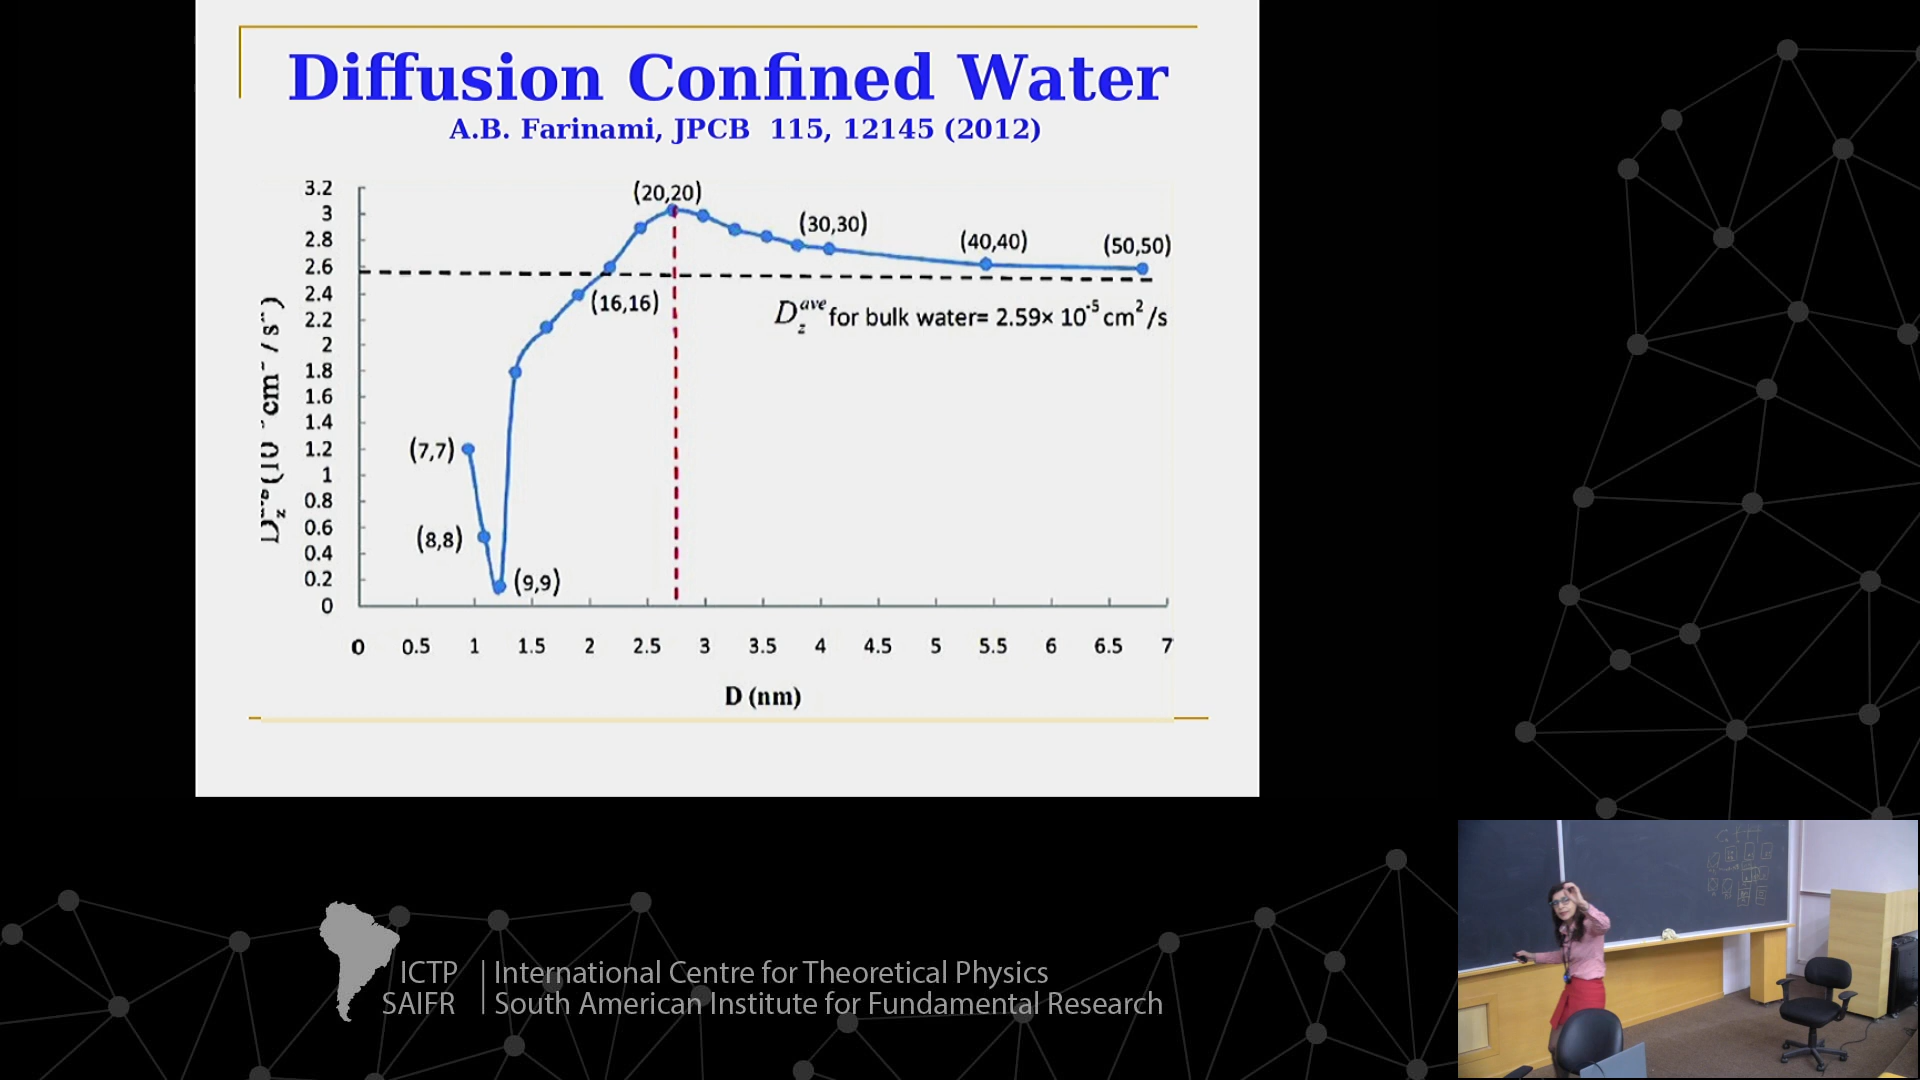 Diffusion Confined Water
A.B. Farinami, JPCB 115, 12145 (2012)
3.2
3
2.8
2.6
2.4
2.2
2
1.8
1.6
1.4
1.2
1
0.8
0.6
0.4
0.2
0
(20,20)
(30,30)
(40,40)
(50,50)
(16,16)
D_z^ave for bulk water= 2.59× 10^-5 cm^2/s
(7,7)
(8,8)
(9,9)
0 0.5 1 1.5 2 2.5 3 3.5 4 4.5 5 5.5 6 6.5 7
D (nm)
ICTP
SAIFR
International Centre for Theoretical Physics
South American Institute for Fundamental Research